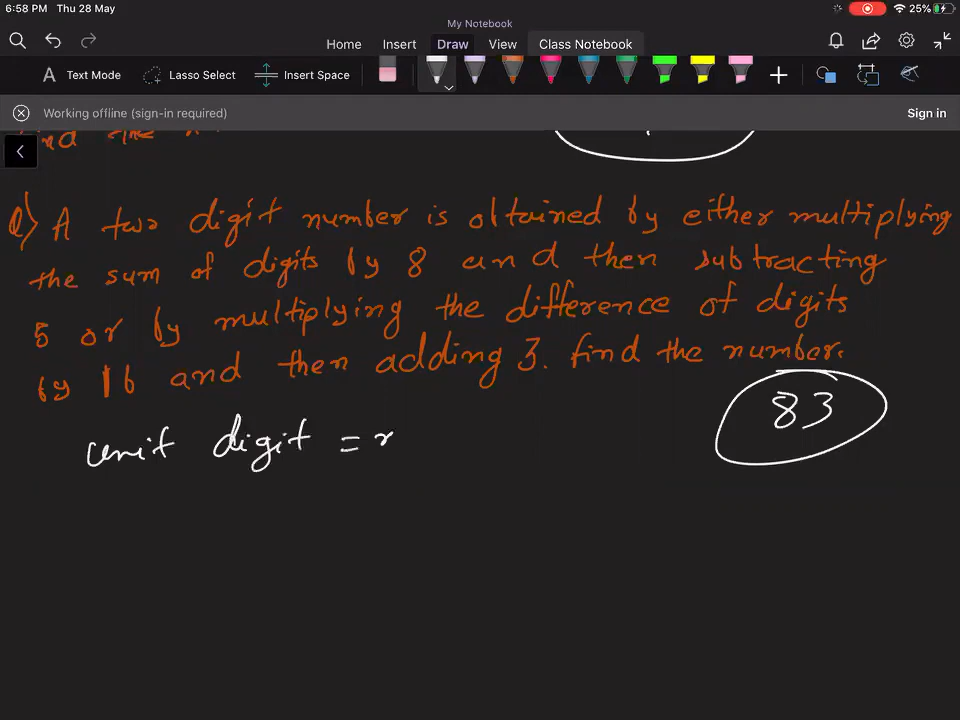 6:58 PM Thu 28 May
25%
My Notebook
Home Insert Draw View Class Notebook
Text Mode Lasso Select Insert Space
Working offline (sign-in required) Sign in
Q) A two digit number is obtained by either multiplying
the sum of digits by 8 and then subtracting
5 or by multiplying the difference of digits
by 16 and then adding 3. find the number.
83
unit digit = x